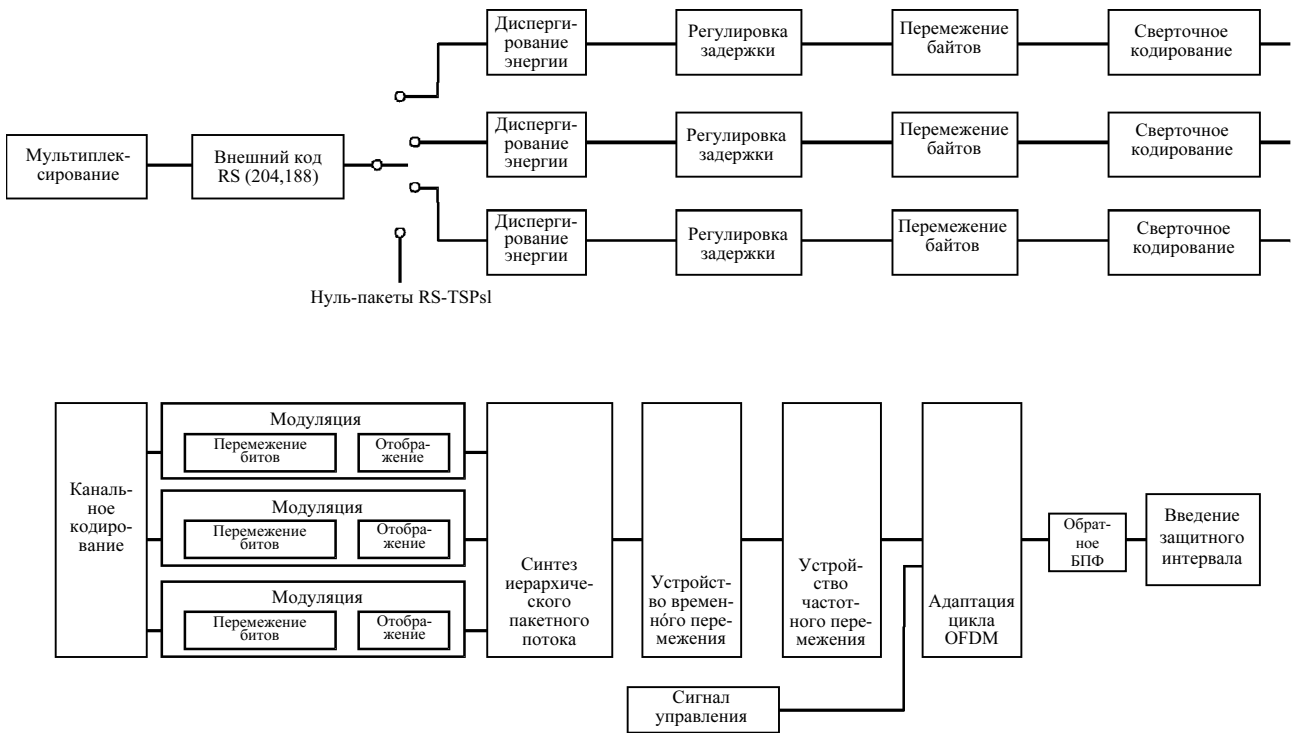 Дисперги-
рование
энергии
Регулировка
задержки
Перемежение
байтов
Сверточное
кодирование
Мультиплек-
сирование
Внешний код
RS (204,188)
Дисперги-
рование
энергии
Регулировка
задержки
Перемежение
байтов
Сверточное
кодирование
Дисперги-
рование
энергии
Регулировка
задержки
Перемежение
байтов
Сверточное
кодирование
Нуль-пакеты RS-TSPsl
Каналь-
ное
кодиро-
вание
Модуляция
Перемежение
битов
Отобра-
жение
Модуляция
Перемежение
битов
Отобра-
жение
Модуляция
Перемежение
битов
Отобра-
жение
Синтез
иерархиче-
ского
пакетного
потока
Устройст-
во времен-
но́го пере-
межения
Устрой-
ство
частот-
ного пере-
межения
Адаптация
цикла
OFDM
Обрат-
ное
БПФ
Введение
защитного
интервала
Сигнал
управления